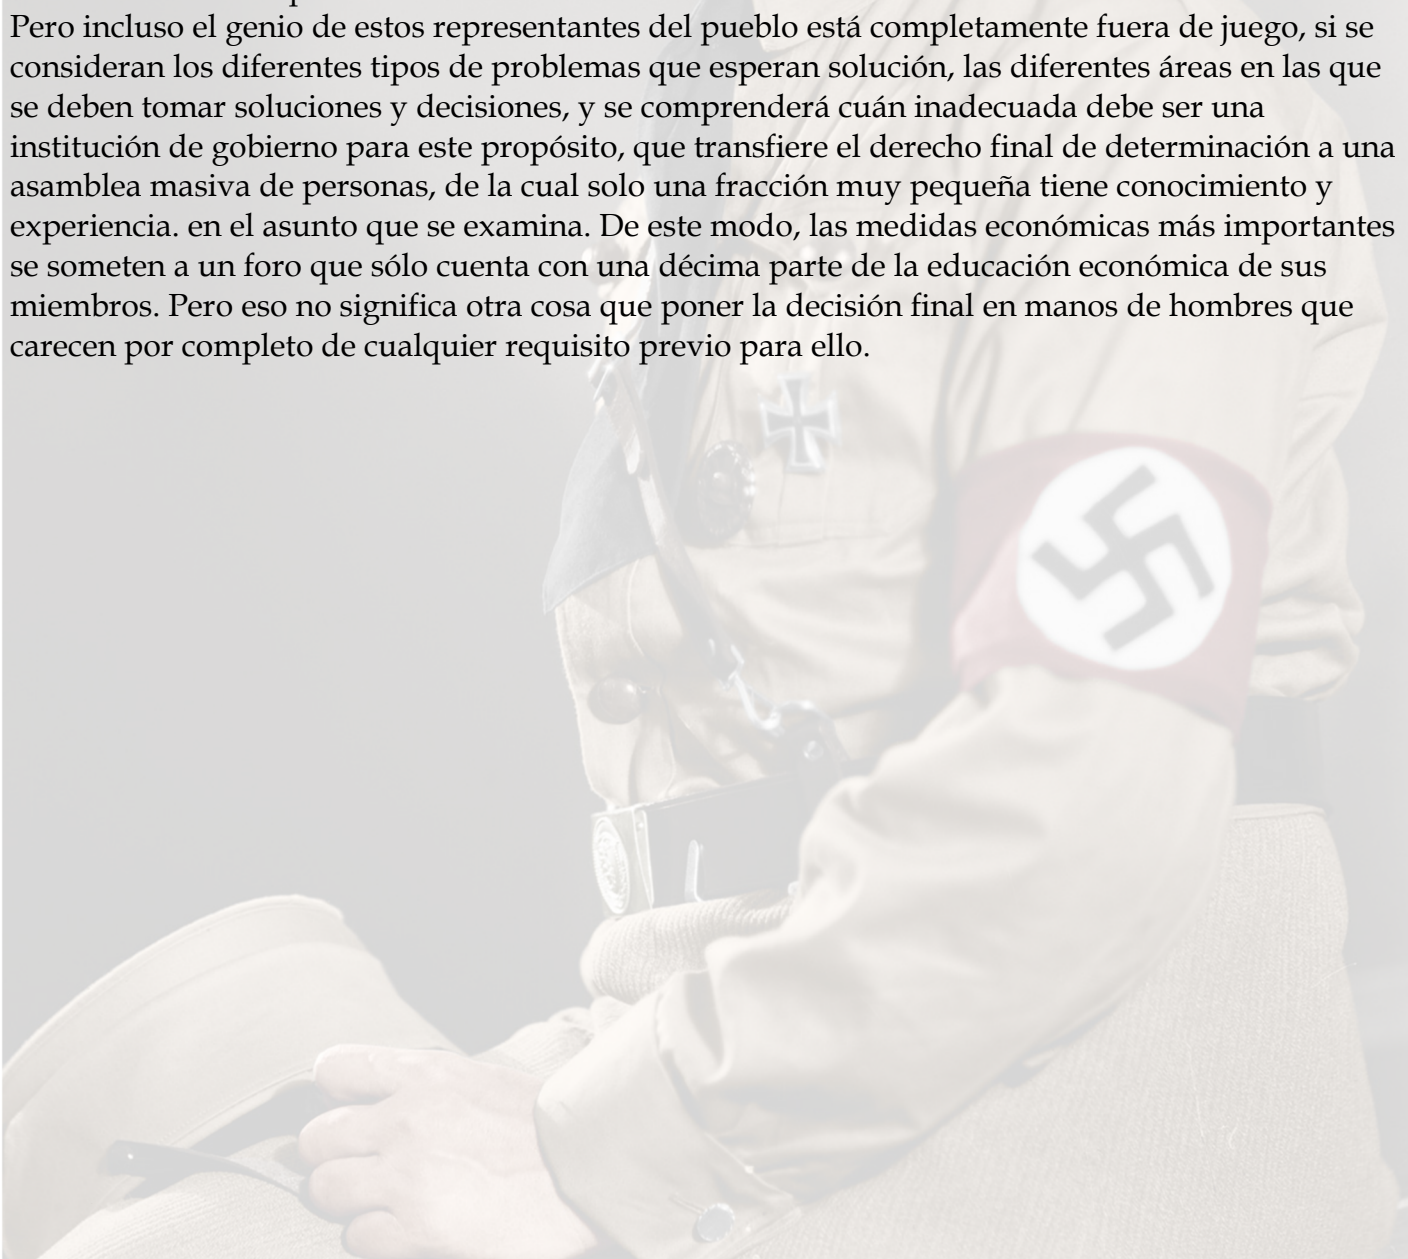 Pero incluso el genio de estos representantes del pueblo está completamente fuera de juego, si se
consideran los diferentes tipos de problemas que esperan solución, las diferentes áreas en las que
se deben tomar soluciones y decisiones, y se comprenderá cuán inadecuada debe ser una
institución de gobierno para este propósito, que transfiere el derecho final de determinación a una
asamblea masiva de personas, de la cual solo una fracción muy pequeña tiene conocimiento y
experiencia. en el asunto que se examina. De este modo, las medidas económicas más importantes
se someten a un foro que sólo cuenta con una décima parte de la educación económica de sus
miembros. Pero eso no significa otra cosa que poner la decisión final en manos de hombres que
carecen por completo de cualquier requisito previo para ello.